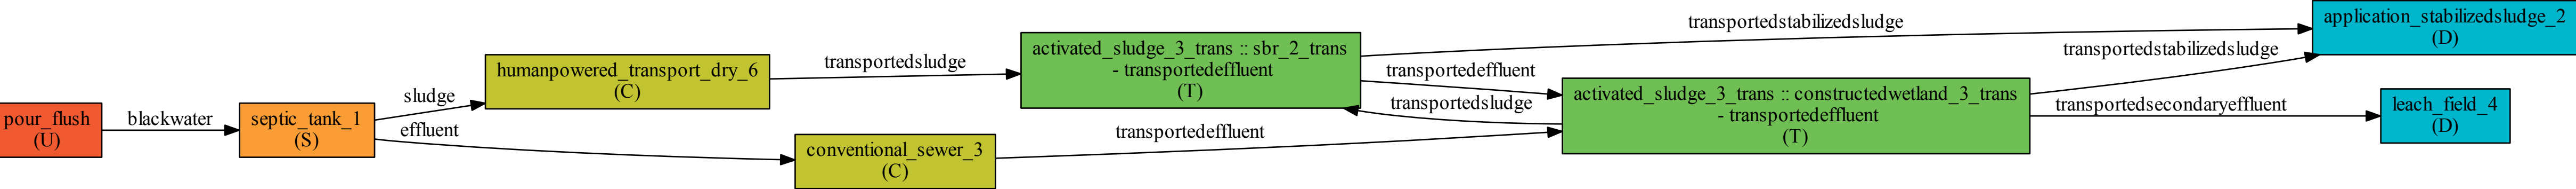 pour_flush
(U)
blackwater
septic_tank_1
(S)
sludge
effluent
humanpowered_transport_dry_6
(C)
conventional_sewer_3
(C)
transportedsludge
transportedeffluent
activated_sludge_3_trans :: sbr_2_trans
- transportedeffluent
(T)
transportedstabilizedsludge
transportedeffluent
transportedsludge
activated_sludge_3_trans :: constructedwetland_3_trans
- transportedeffluent
(T)
transportedstabilizedsludge
transportedsecondaryeffluent
application_stabilizedsludge_2
(D)
leach_field_4
(D)